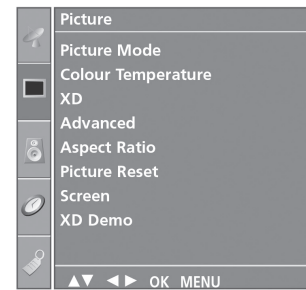 Picture
Picture Mode
Colour Temperature
XD
Advanced
Aspect Ratio
Picture Reset
Screen
XD Demo
▲▼ ◄► OK MENU